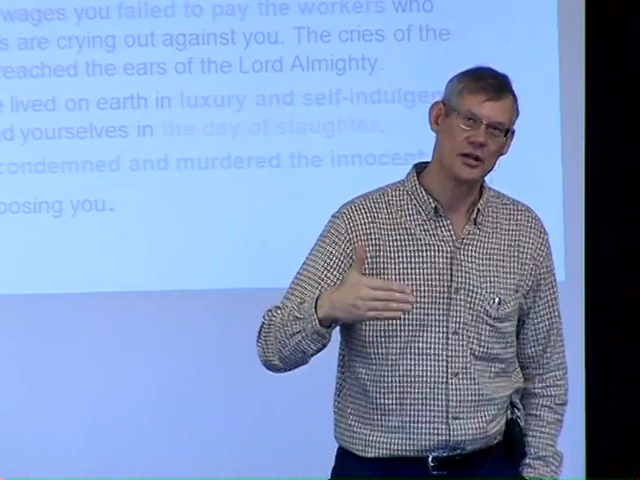 wages you failed to pay the workers who
are crying out against you. The cries of the
reached the ears of the Lord Almighty.
lived on earth in luxury and self-indulgen
yourselves in the day of slaughter.
condemned and murdered the innocent
posing you.